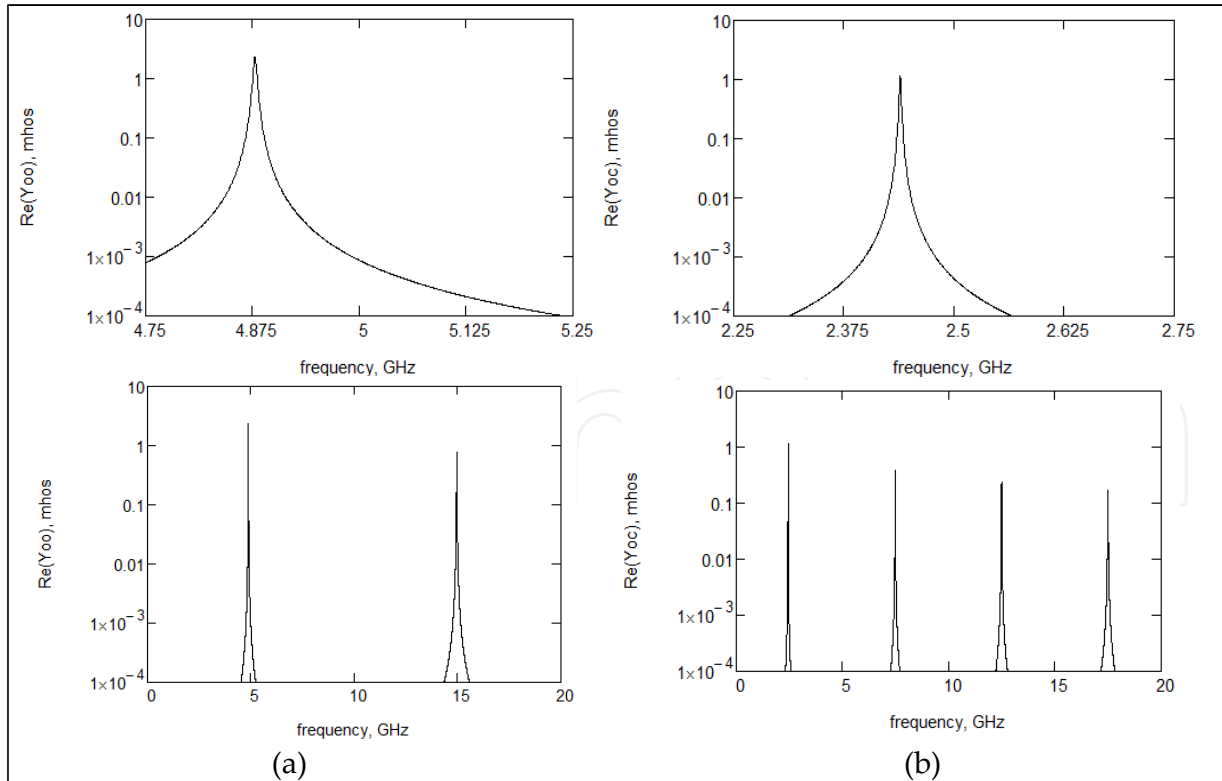 10
1
0.1
0.01
1×10⁻³
1×10⁻⁴
Re(Yoo), mhos
4.75 4.875 5 5.125 5.25
frequency, GHz
10
1
0.1
0.01
1×10⁻³
1×10⁻⁴
Re(Yoc), mhos
2.25 2.375 2.5 2.625 2.75
frequency, GHz
10
1
0.1
0.01
1×10⁻³
1×10⁻⁴
Re(Yoo), mhos
0 5 10 15 20
frequency, GHz
(a)
10
1
0.1
0.01
1×10⁻³
1×10⁻⁴
Re(Yoc), mhos
0 5 10 15 20
frequency, GHz
(b)